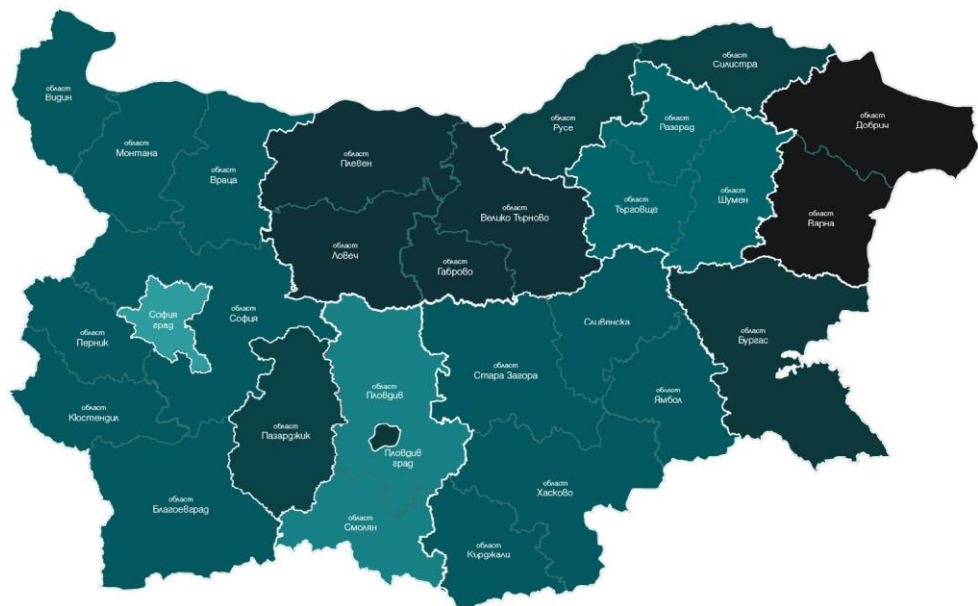 област
Силистра
област
Видин
област
Добрич
област
Русе
област
Разград
област
Монтана
област
Плевен
област
Враца
област
Търговище
област
Шумен
област
Велико Търново
област
Варна
област
Ловеч
област
Габрово
София
град
област
София
област
Сливенска
област
Перник
област
Бургас
област
Стара Загора
област
Пловдив
област
Ямбол
област
Кюстендил
област
Пазарджик
Пловдив
град
област
Хасково
област
Благоевград
област
Смолян
област
Кърджали